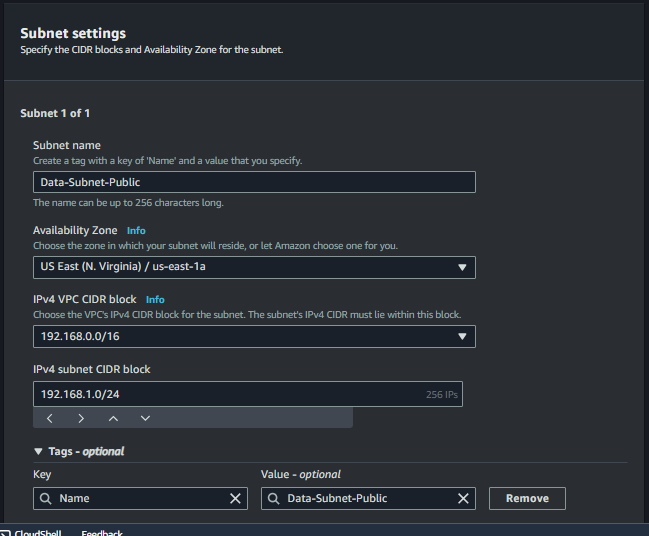 Subnet settings
Specify the CIDR blocks and Availability Zone for the subnet.
Subnet 1 of 1
Subnet name
Create a tag with a key of 'Name' and a value that you specify.
Data-Subnet-Public
The name can be up to 256 characters long.
Availability Zone Info
Choose the zone in which your subnet will reside, or let Amazon choose one for you.
US East (N. Virginia) / us-east-1a
IPv4 VPC CIDR block Info
Choose the VPC's IPv4 CIDR block for the subnet. The subnet's IPv4 CIDR must lie within this block.
192.168.0.0/16
IPv4 subnet CIDR block
192.168.1.0/24 256 IPs
Tags - optional
Key Value - optional
Name Data-Subnet-Public Remove
CloudShell Feedback